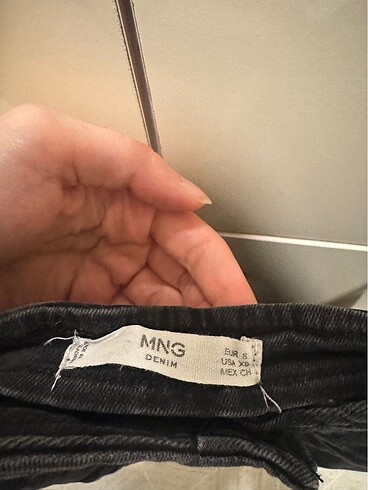 MNG
DENIM
EUR S
USA XS
MEX CH